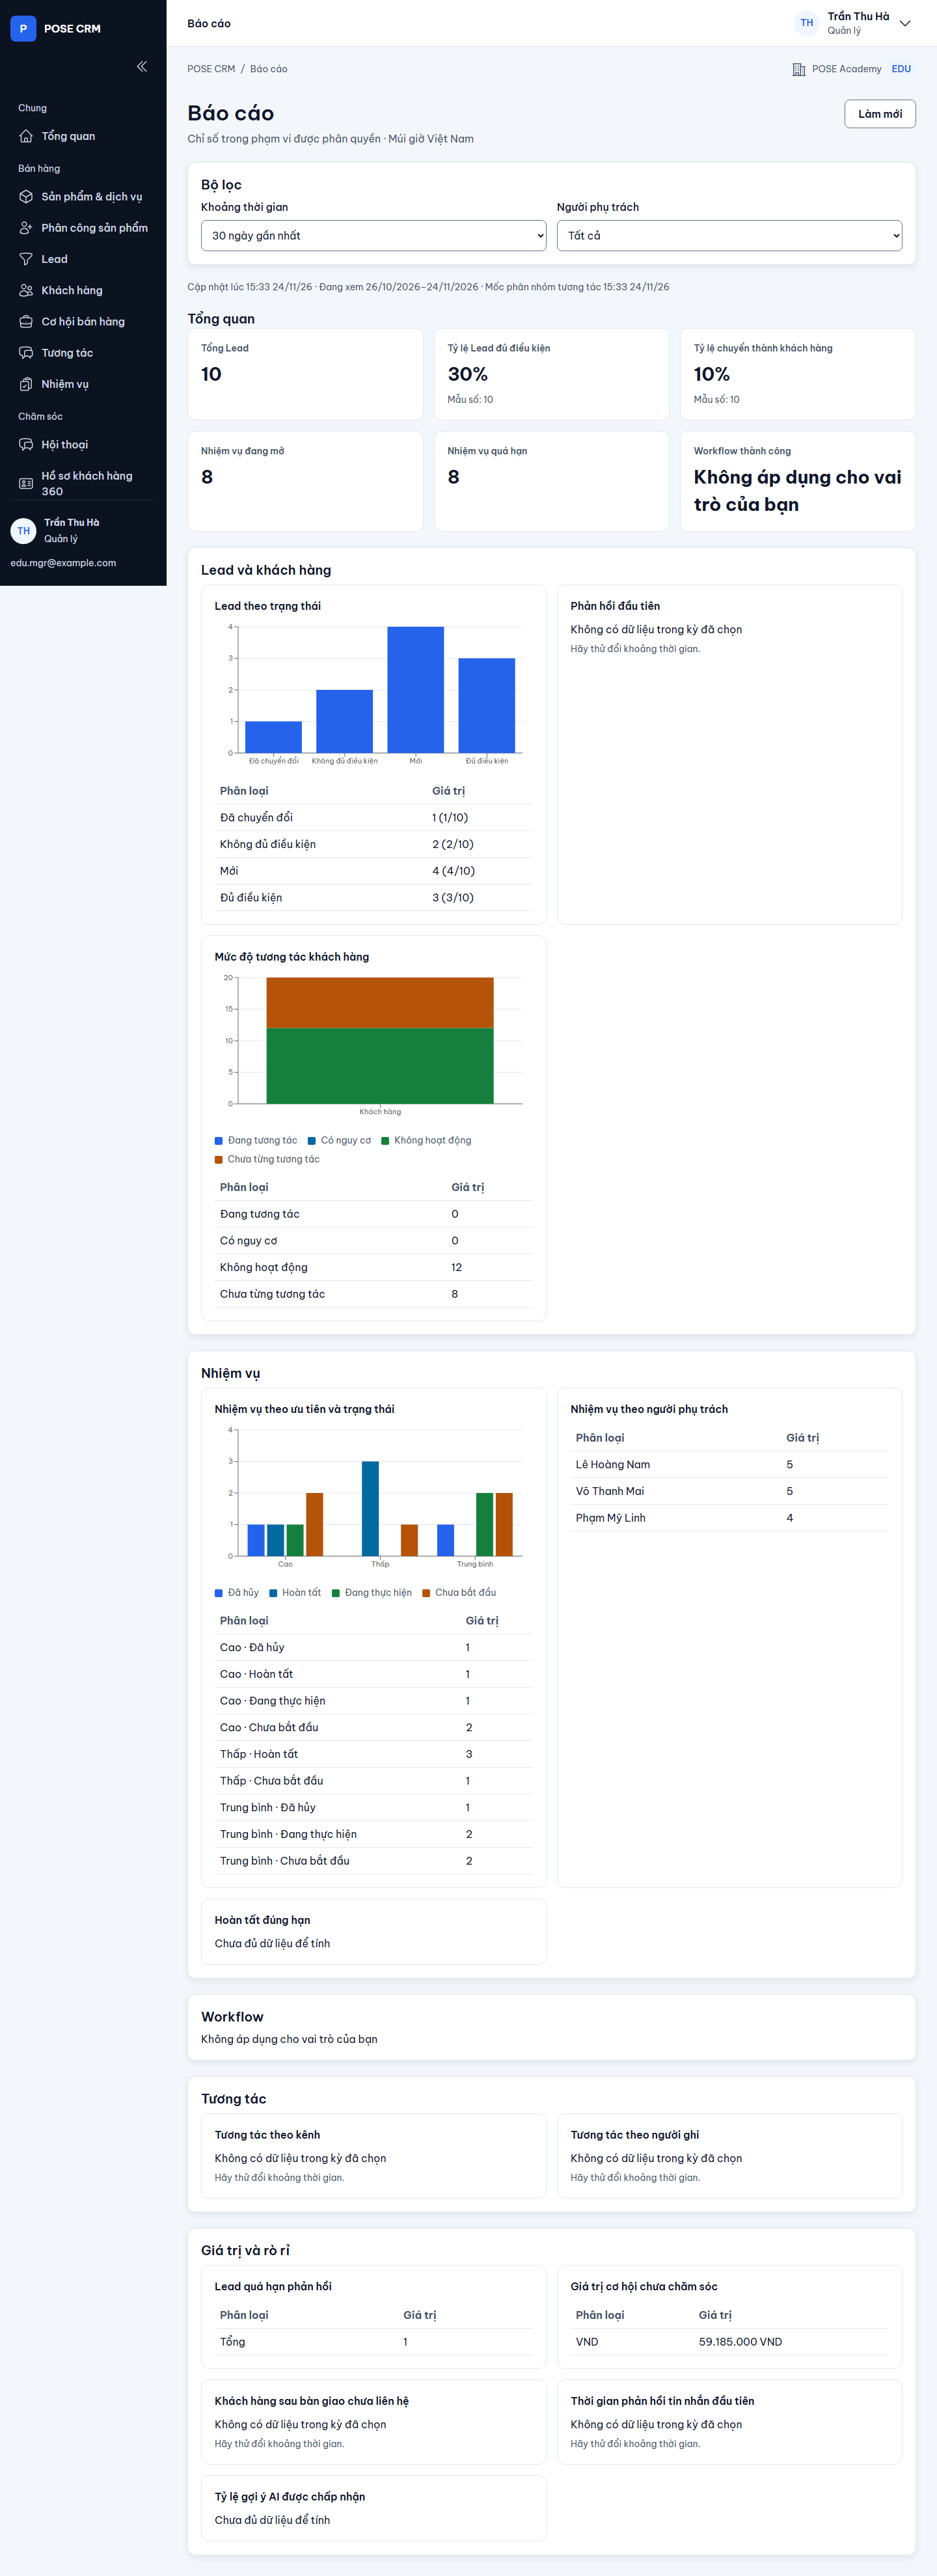 P
POSE CRM
Chung
Tổng quan
Bán hàng
Sản phẩm & dịch vụ
Phân công sản phẩm
Lead
Khách hàng
Cơ hội bán hàng
Tương tác
Nhiệm vụ
Chăm sóc
Hội thoại
Hồ sơ khách hàng
360
TH
Trần Thu Hà
Quản lý
edu.mgr@example.com
Báo cáo
TH
Trần Thu Hà
Quản lý
POSE CRM / Báo cáo
POSE Academy EDU
Báo cáo
Chỉ số trong phạm vi được phân quyền · Múi giờ Việt Nam
Làm mới
Bộ lọc
Khoảng thời gian
30 ngày gần nhất
Người phụ trách
Tất cả
Cập nhật lúc 15:33 24/11/26 · Đang xem 26/10/2026–24/11/2026 · Mốc phân nhóm tương tác 15:33 24/11/26
Tổng quan
Tổng Lead
10
Tỷ lệ Lead đủ điều kiện
30%
Mẫu số: 10
Tỷ lệ chuyển thành khách hàng
10%
Mẫu số: 10
Nhiệm vụ đang mở
8
Nhiệm vụ quá hạn
8
Workflow thành công
Không áp dụng cho vai
trò của bạn
Lead và khách hàng
Lead theo trạng thái
4
3
2
1
0
Đã chuyển đổi Không đủ điều kiện Mới Đủ điều kiện
Phân loại Giá trị
Đã chuyển đổi 1 (1/10)
Không đủ điều kiện 2 (2/10)
Mới 4 (4/10)
Đủ điều kiện 3 (3/10)
Phản hồi đầu tiên
Không có dữ liệu trong kỳ đã chọn
Hãy thử đổi khoảng thời gian.
Mức độ tương tác khách hàng
20
15
10
5
0
Khách hàng
Đang tương tác Có nguy cơ Không hoạt động
Chưa từng tương tác
Phân loại Giá trị
Đang tương tác 0
Có nguy cơ 0
Không hoạt động 12
Chưa từng tương tác 8
Nhiệm vụ
Nhiệm vụ theo ưu tiên và trạng thái
4
3
2
1
0
Cao Thấp Trung bình
Đã hủy Hoàn tất Đang thực hiện Chưa bắt đầu
Phân loại Giá trị
Cao · Đã hủy 1
Cao · Hoàn tất 1
Cao · Đang thực hiện 1
Cao · Chưa bắt đầu 2
Thấp · Hoàn tất 3
Thấp · Chưa bắt đầu 1
Trung bình · Đã hủy 1
Trung bình · Đang thực hiện 2
Trung bình · Chưa bắt đầu 2
Nhiệm vụ theo người phụ trách
Phân loại Giá trị
Lê Hoàng Nam 5
Võ Thanh Mai 5
Phạm Mỹ Linh 4
Hoàn tất đúng hạn
Chưa đủ dữ liệu để tính
Workflow
Không áp dụng cho vai trò của bạn
Tương tác
Tương tác theo kênh
Không có dữ liệu trong kỳ đã chọn
Hãy thử đổi khoảng thời gian.
Tương tác theo người ghi
Không có dữ liệu trong kỳ đã chọn
Hãy thử đổi khoảng thời gian.
Giá trị và rò rỉ
Lead quá hạn phản hồi
Phân loại Giá trị
Tổng 1
Giá trị cơ hội chưa chăm sóc
Phân loại Giá trị
VND 59.185.000 VND
Khách hàng sau bàn giao chưa liên hệ
Không có dữ liệu trong kỳ đã chọn
Hãy thử đổi khoảng thời gian.
Thời gian phản hồi tin nhắn đầu tiên
Không có dữ liệu trong kỳ đã chọn
Hãy thử đổi khoảng thời gian.
Tỷ lệ gợi ý AI được chấp nhận
Chưa đủ dữ liệu để tính